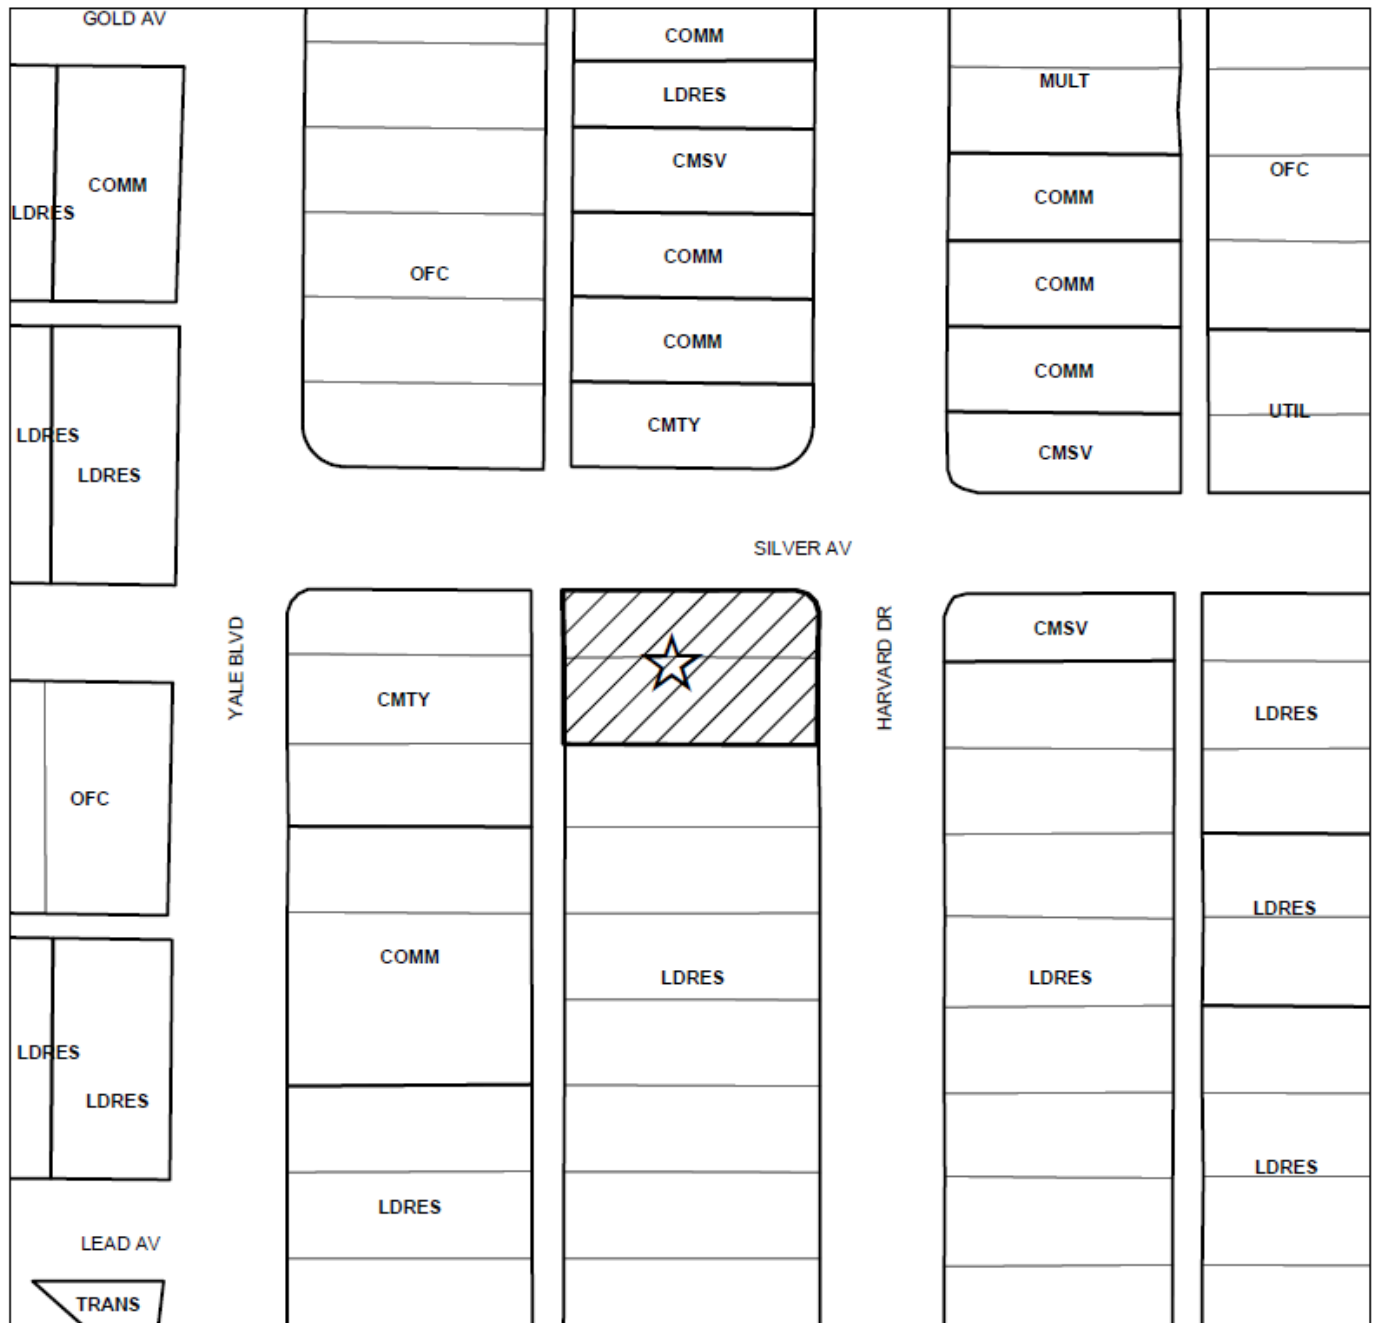 GOLD AV
COMM
LDRES
MULT
CMSV
OFC
COMM
COMM
LDRES
COMM
OFC
COMM
COMM
COMM
UTIL
CMTY
LDRES
CMSV
LDRES
SILVER AV
CMSV
YALE BLVD
HARVARD DR
CMTY
LDRES
OFC
LDRES
COMM
LDRES
LDRES
LDRES
LDRES
LDRES
LDRES
LEAD AV
TRANS